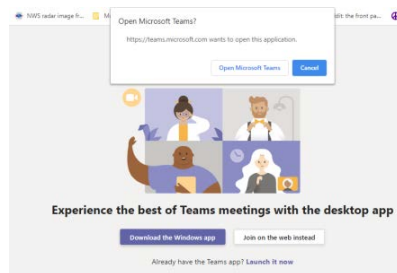 NWS radar image fr...
M
Open Microsoft Teams?
https://teams.microsoft.com wants to open this application.
Open Microsoft Teams
Cancel
dit: the front pa...
Experience the best of Teams meetings with the desktop app
Download the Windows app
Join on the web instead
Already have the Teams app? Launch it now